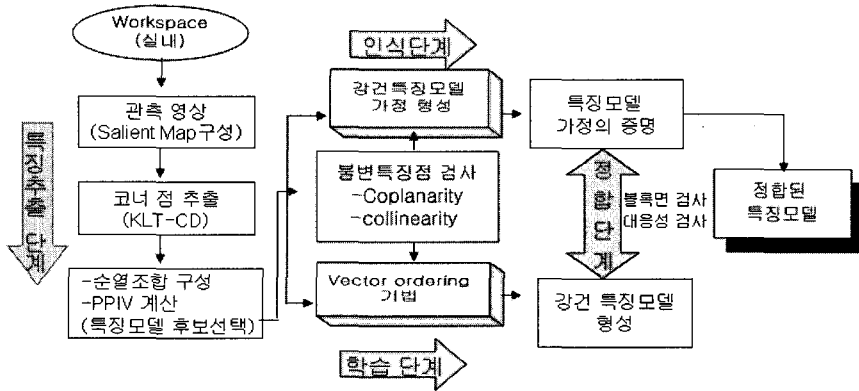 Workspace
(실내)
관측 영상
(Salient Map구성)
코너 점 추출
(KLT-CD)
-순열조합 구성
-PPIV 계산
(특징모델 후보선택)
특징추출 단계
인식단계
강건특징모델
가정 형성
불변특징점 검사
-Coplanarity
-collinearity
Vector ordering
기법
학습 단계
특징모델
가정의 증명
정합단계
볼록면 검사
대응성 검사
강건 특징모델
형성
정합된
특징모델